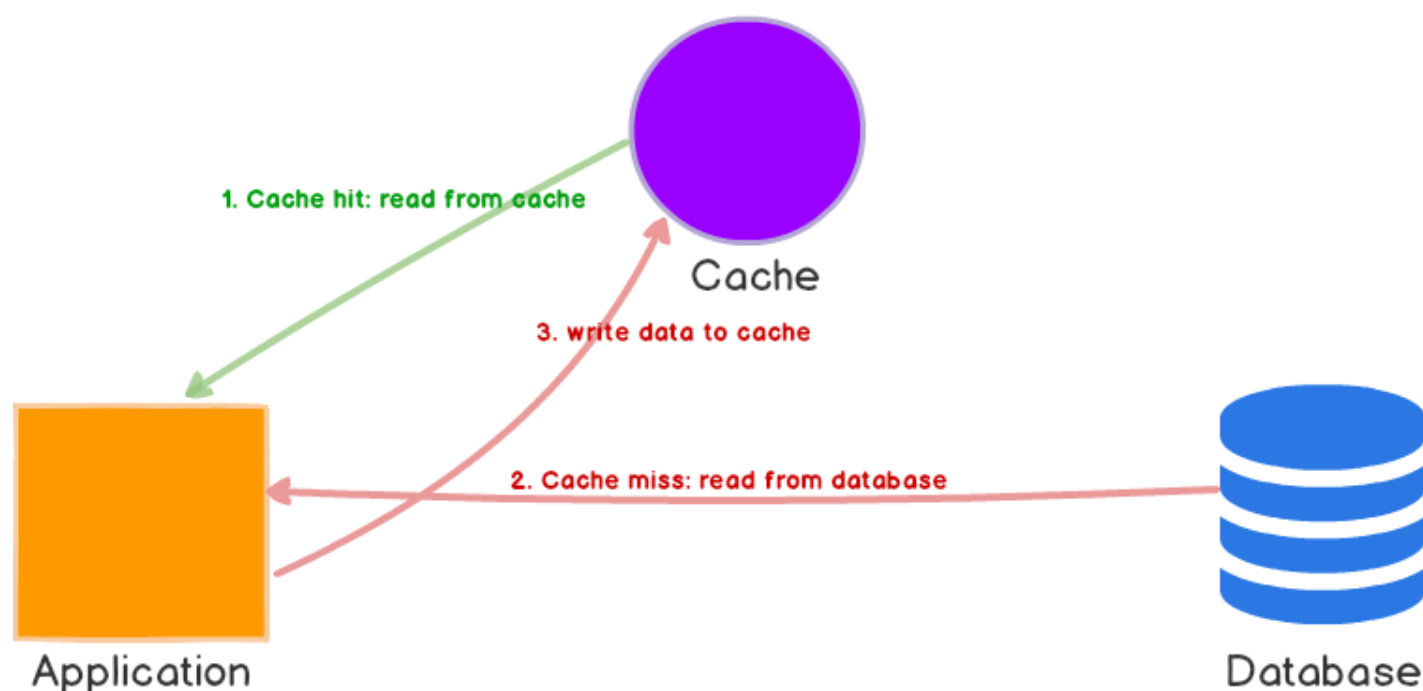 1. Cache hit: read from cache
Cache
3. write data to cache
2. Cache miss: read from database
Application
Database